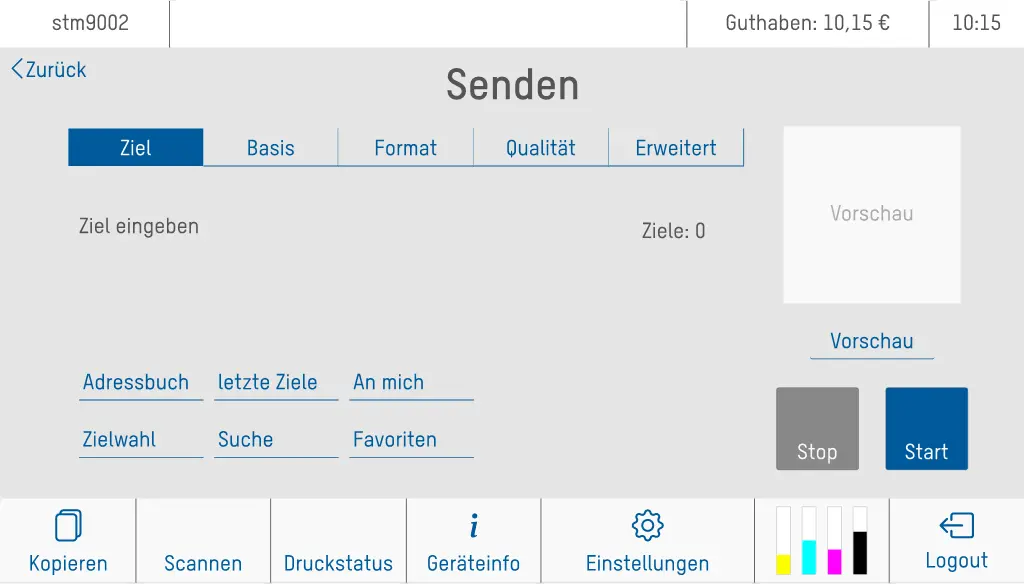 stm9002
Guthaben: 10,15 €
10:15
Zurück
Senden
Ziel Basis Format Qualität Erweitert
Ziel eingeben
Ziele: 0
Vorschau
Vorschau
Adressbuch letzte Ziele An mich
Zielwahl Suche Favoriten
Stop Start
Kopieren Scannen Druckstatus Geräteinfo Einstellungen Logout